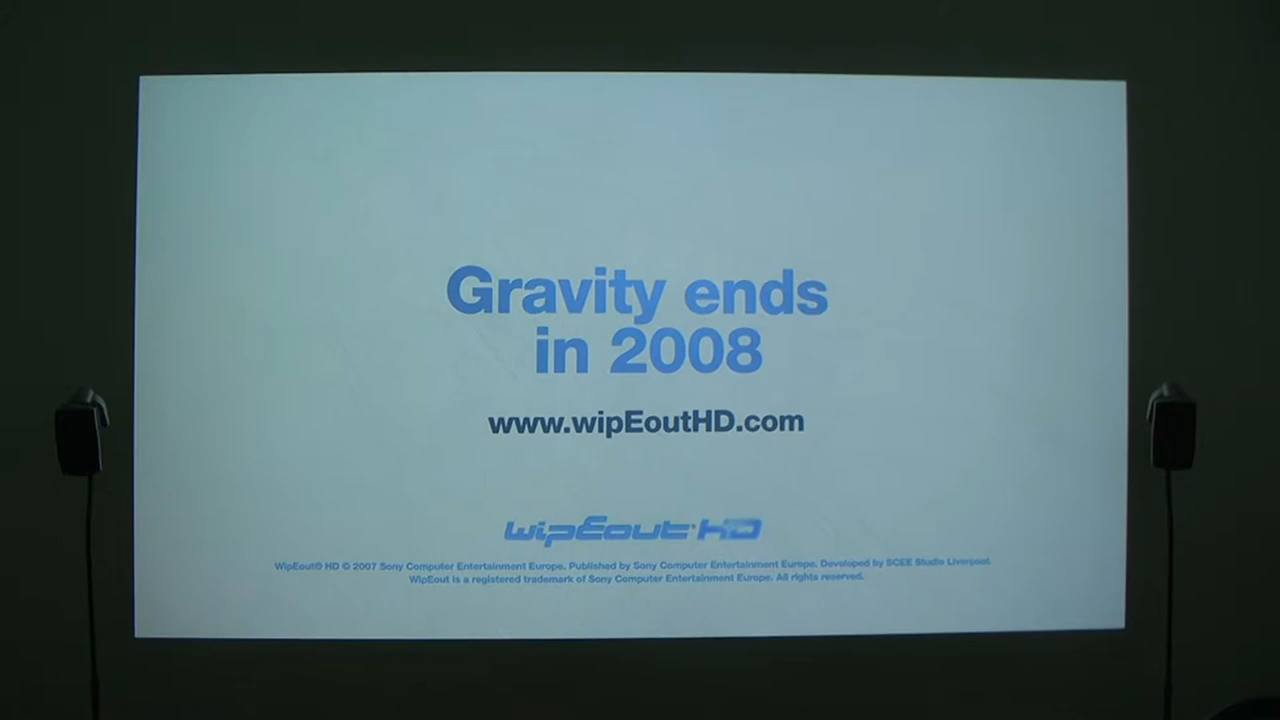 Gravity ends
in 2008
www.wipEoutHD.com
wipEout HD
WipEout® HD © 2007 Sony Computer Entertainment Europe. Published by Sony Computer Entertainment Europe. Developed by SCEE Studio Liverpool.
WipEout is a registered trademark of Sony Computer Entertainment Europe. All rights reserved.